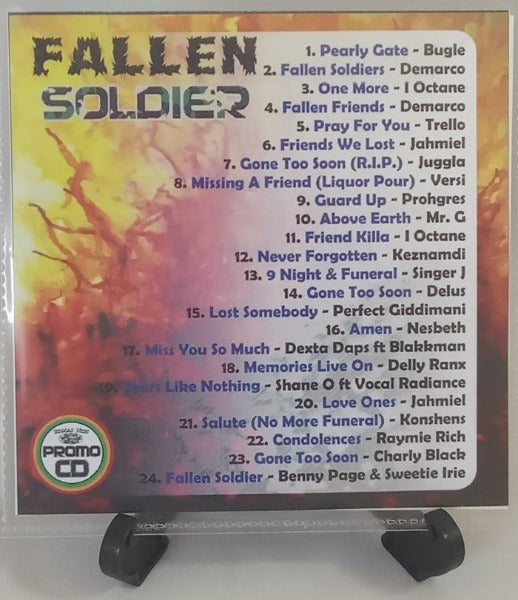 FALLEN
SOLDIER
1. Pearly Gate - Bugle
2. Fallen Soldiers - Demarco
3. One More - I Octane
4. Fallen Friends - Demarco
5. Pray For You - Trello
6. Friends We Lost - Jahmiel
7. Gone Too Soon (R.I.P.) - Juggla
8. Missing A Friend (Liquor Pour) - Versi
9. Guard Up - Prohgres
10. Above Earth - Mr. G
11. Friend Killa - I Octane
12. Never Forgotten - Keznamdi
13. 9 Night & Funeral - Singer J
14. Gone Too Soon - Delus
15. Lost Somebody - Perfect Giddimani
16. Amen - Nesbeth
17. Miss You So Much - Dexta Daps ft Blakkman
18. Memories Live On - Delly Ranx
19. Tears Like Nothing - Shane O ft Vocal Radiance
20. Love Ones - Jahmiel
21. Salute (No More Funeral) - Konshens
22. Condolences - Raymie Rich
23. Gone Too Soon - Charly Black
24. Fallen Soldier - Benny Page & Sweetie Irie
PROMO
CD